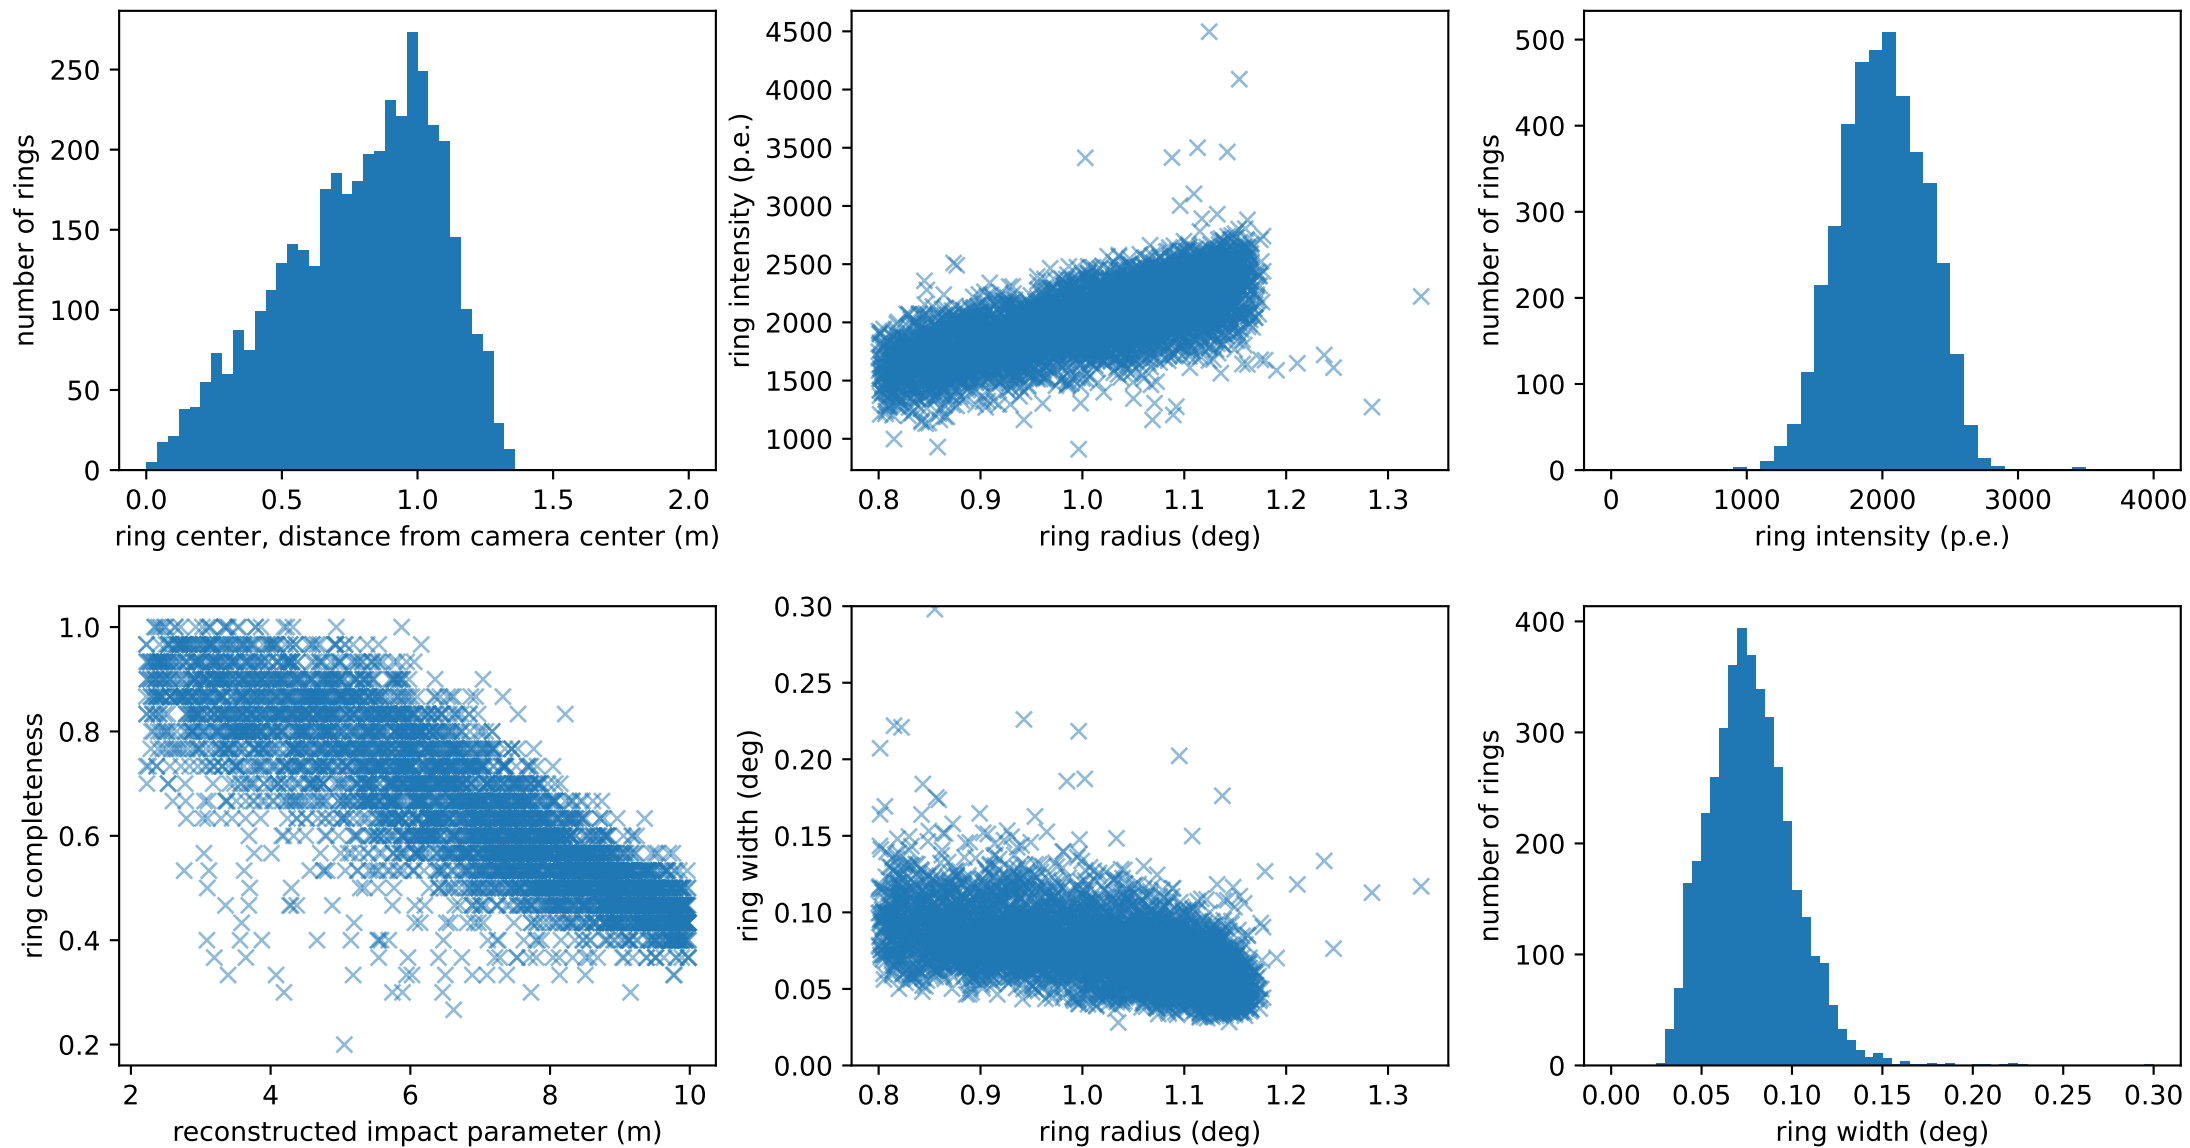 250
200
150
100
50
0
number of rings
0.0 0.5 1.0 1.5 2.0
ring center, distance from camera center (m)
4500
4000
3500
3000
2500
2000
1500
1000
ring intensity (p.e.)
0.8 0.9 1.0 1.1 1.2 1.3
ring radius (deg)
500
400
300
200
100
0
number of rings
0 1000 2000 3000 4000
ring intensity (p.e.)
1.0
0.8
0.6
0.4
0.2
ring completeness
2 4 6 8 10
reconstructed impact parameter (m)
0.30
0.25
0.20
0.15
0.10
0.05
0.00
ring width (deg)
0.8 0.9 1.0 1.1 1.2 1.3
ring radius (deg)
400
300
200
100
0
number of rings
0.00 0.05 0.10 0.15 0.20 0.25 0.30
ring width (deg)